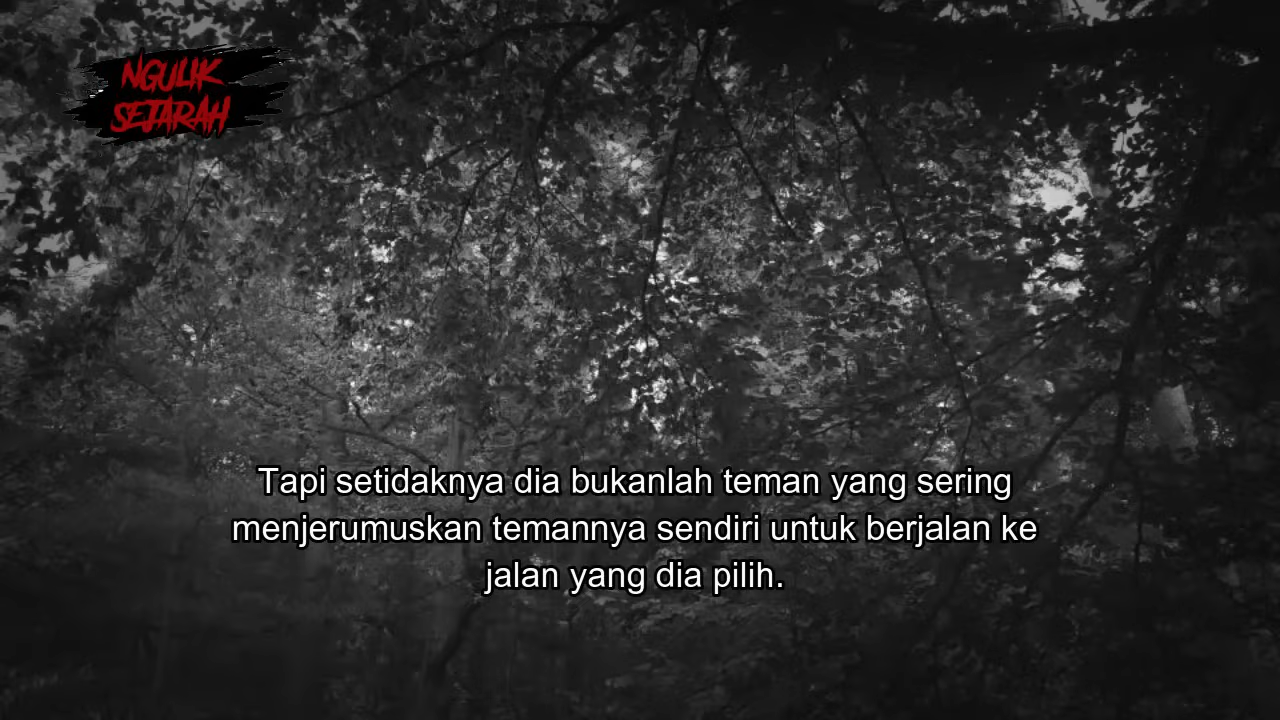 NGULIK
SEJARAH
Tapi setidaknya dia bukanlah teman yang sering
menjerumuskan temannya sendiri untuk berjalan ke
jalan yang dia pilih.